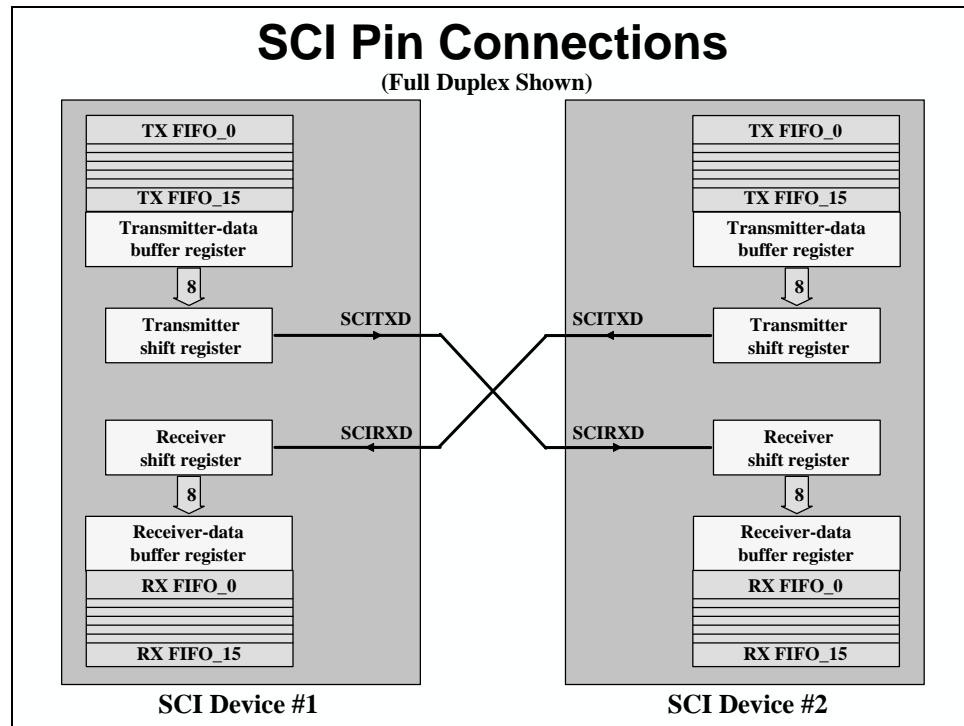 SCI Pin Connections
(Full Duplex Shown)
TX FIFO_0
TX FIFO_15
Transmitter-data
buffer register
8
Transmitter
shift register
SCITXD
Receiver
shift register
SCIRXD
8
Receiver-data
buffer register
RX FIFO_0
RX FIFO_15
SCI Device #1
TX FIFO_0
TX FIFO_15
Transmitter-data
buffer register
8
SCITXD
Transmitter
shift register
SCIRXD
Receiver
shift register
8
Receiver-data
buffer register
RX FIFO_0
RX FIFO_15
SCI Device #2